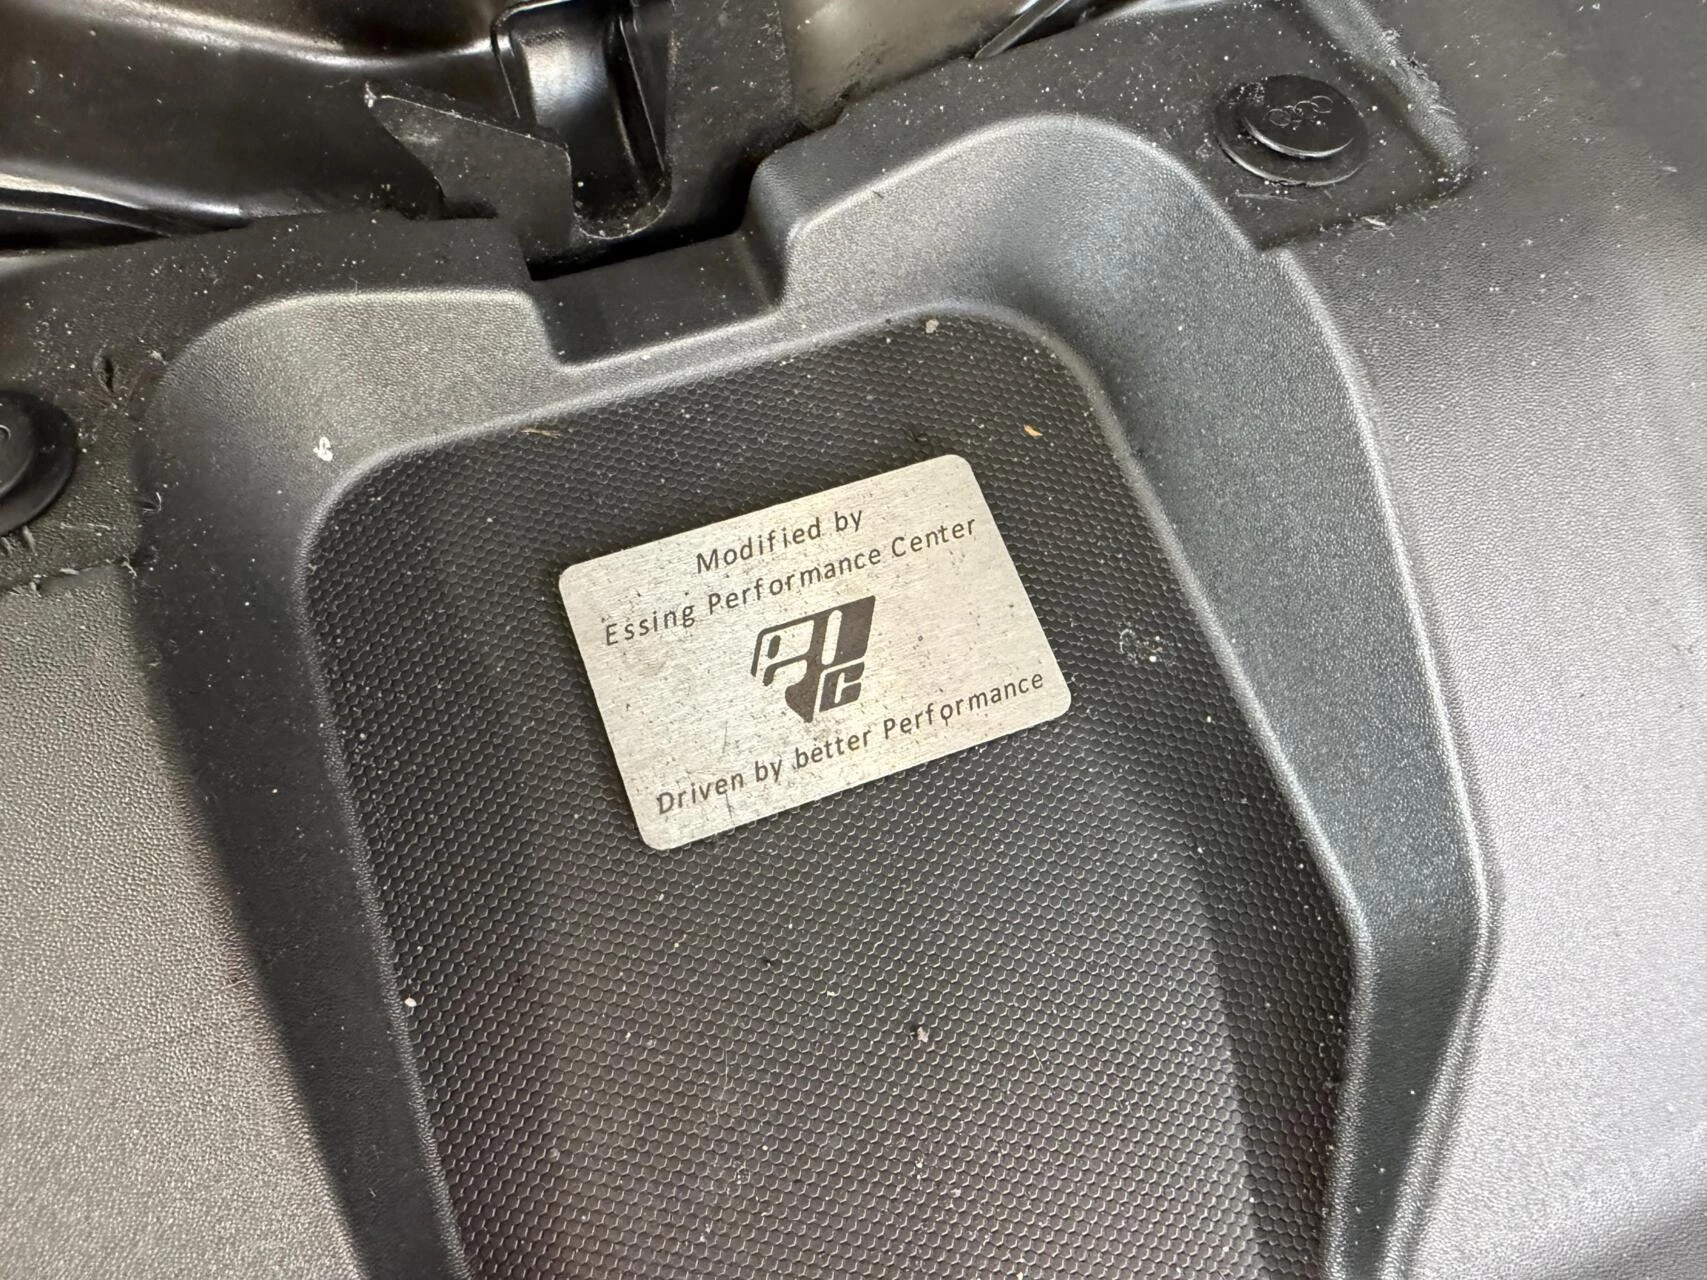 Modified by
Essing Performance Center
Driven by better Performance